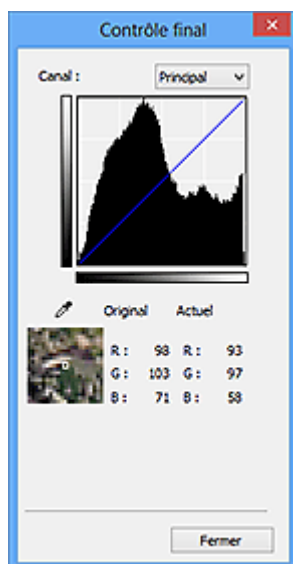 Contrôle final
Canal : Principal
Original Actuel
R : 98 R : 93
G : 103 G : 97
B : 71 B : 58
Fermer